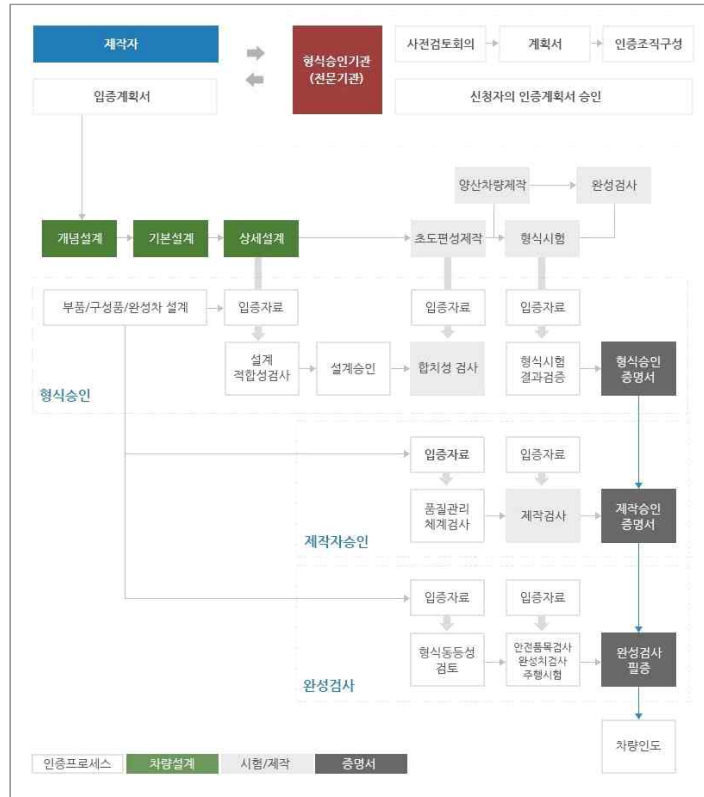 제작자
형식승인기관
(전문기관)
사전검토회의
계획서
인증조직구성
입증계획서
신청자의 인증계획서 승인
양산차량제작
완성검사
개념설계
기본설계
상세설계
초도편성제작
형식시험
부품/구성품/완성차 설계
입증자료
입증자료
입증자료
설계
적합성검사
설계승인
합치성 검사
형식시험
결과검증
형식승인
증명서
형식승인
입증자료
입증자료
품질관리
체계검사
제작검사
제작승인
증명서
제작자승인
입증자료
입증자료
형식동등성
검토
안전품목검사
완성치검사
주행시험
완성검사
필증
완성검사
차량인도
인증프로세스
차량설계
시험/제작
증명서